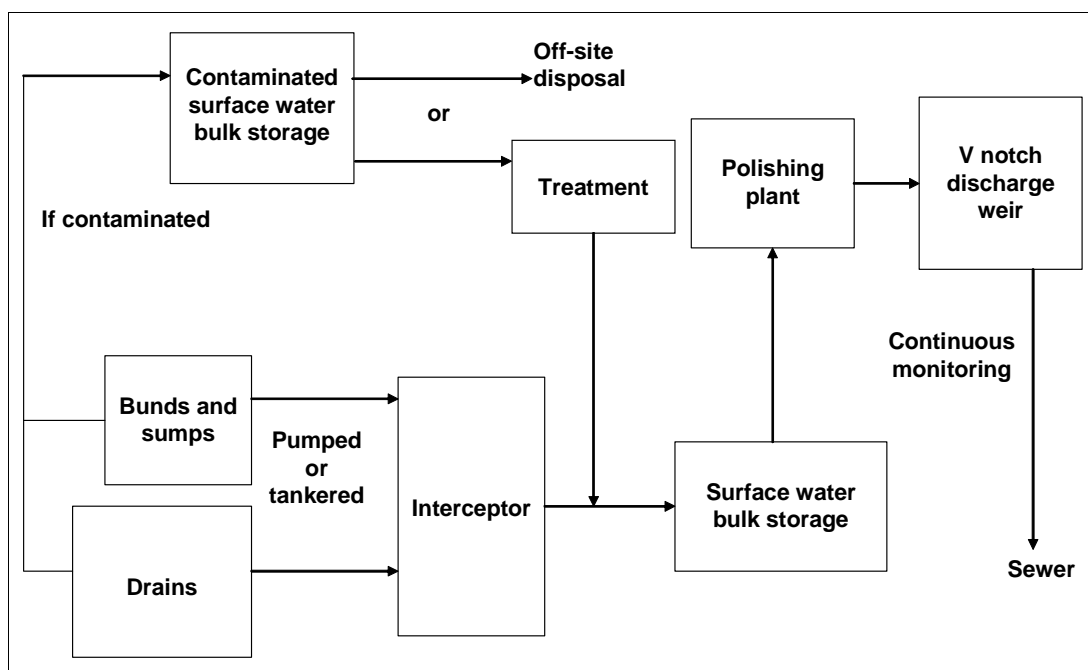 Off-site
disposal
Contaminated
surface water
bulk storage
or
Treatment
Polishing
plant
V notch
discharge
weir
If contaminated
Continuous
monitoring
Bunds and
sumps
Pumped
or
tankered
Interceptor
Surface water
bulk storage
Drains
Sewer